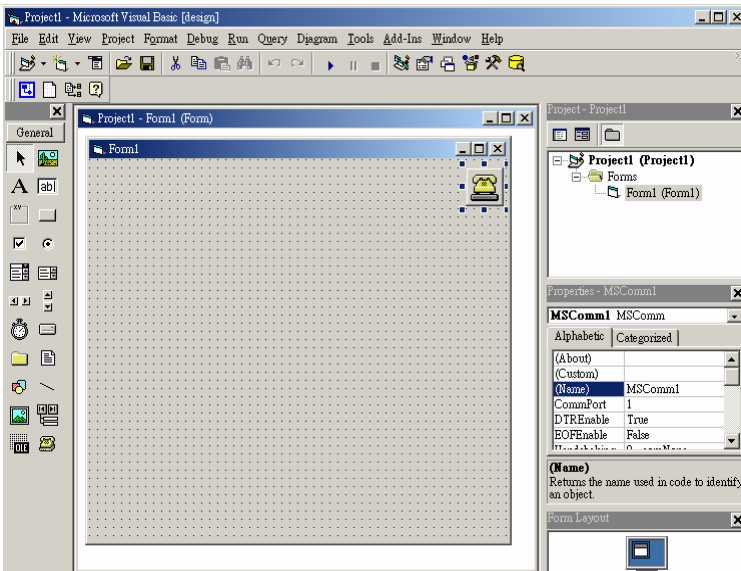 Project1 - Microsoft Visual Basic [design]
File Edit View Project Format Debug Run Query Diagram Tools Add-Ins Window Help
General
A
ab|
XY
OLE
Project1 - Form1 (Form)
Form1
Project - Project1
Project1 (Project1)
Forms
Form1 (Form1)
Properties - MSComm1
MSComm1 MSComm
Alphabetic Categorized
(About)
(Custom)
(Name) MSComm1
CommPort 1
DTREnable True
EOFEnable False
(Name)
Returns the name used in code to identify
an object.
Form Layout